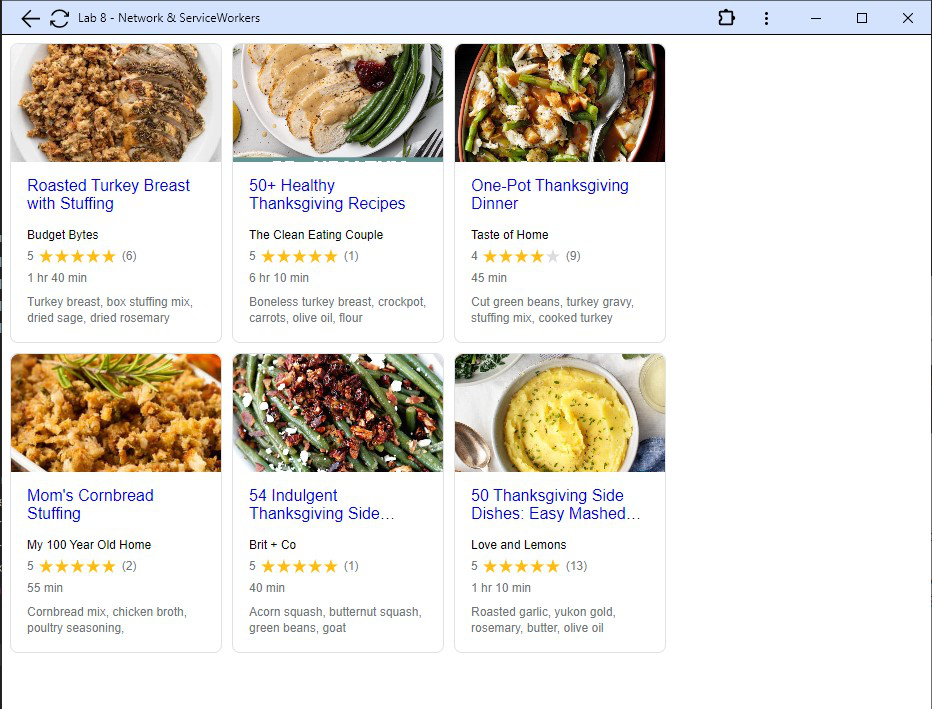 Lab 8 - Network & ServiceWorkers
Roasted Turkey Breast
with Stuffing
Budget Bytes
5 (6)
1 hr 40 min
Turkey breast, box stuffing mix,
dried sage, dried rosemary
50+ Healthy
Thanksgiving Recipes
The Clean Eating Couple
5 (1)
6 hr 10 min
Boneless turkey breast, crockpot,
carrots, olive oil, flour
One-Pot Thanksgiving
Dinner
Taste of Home
4 (9)
45 min
Cut green beans, turkey gravy,
stuffing mix, cooked turkey
Mom's Cornbread
Stuffing
My 100 Year Old Home
5 (2)
55 min
Cornbread mix, chicken broth,
poultry seasoning,
54 Indulgent
Thanksgiving Side…
Brit + Co
5 (1)
40 min
Acorn squash, butternut squash,
green beans, goat
50 Thanksgiving Side
Dishes: Easy Mashed…
Love and Lemons
5 (13)
1 hr 10 min
Roasted garlic, yukon gold,
rosemary, butter, olive oil